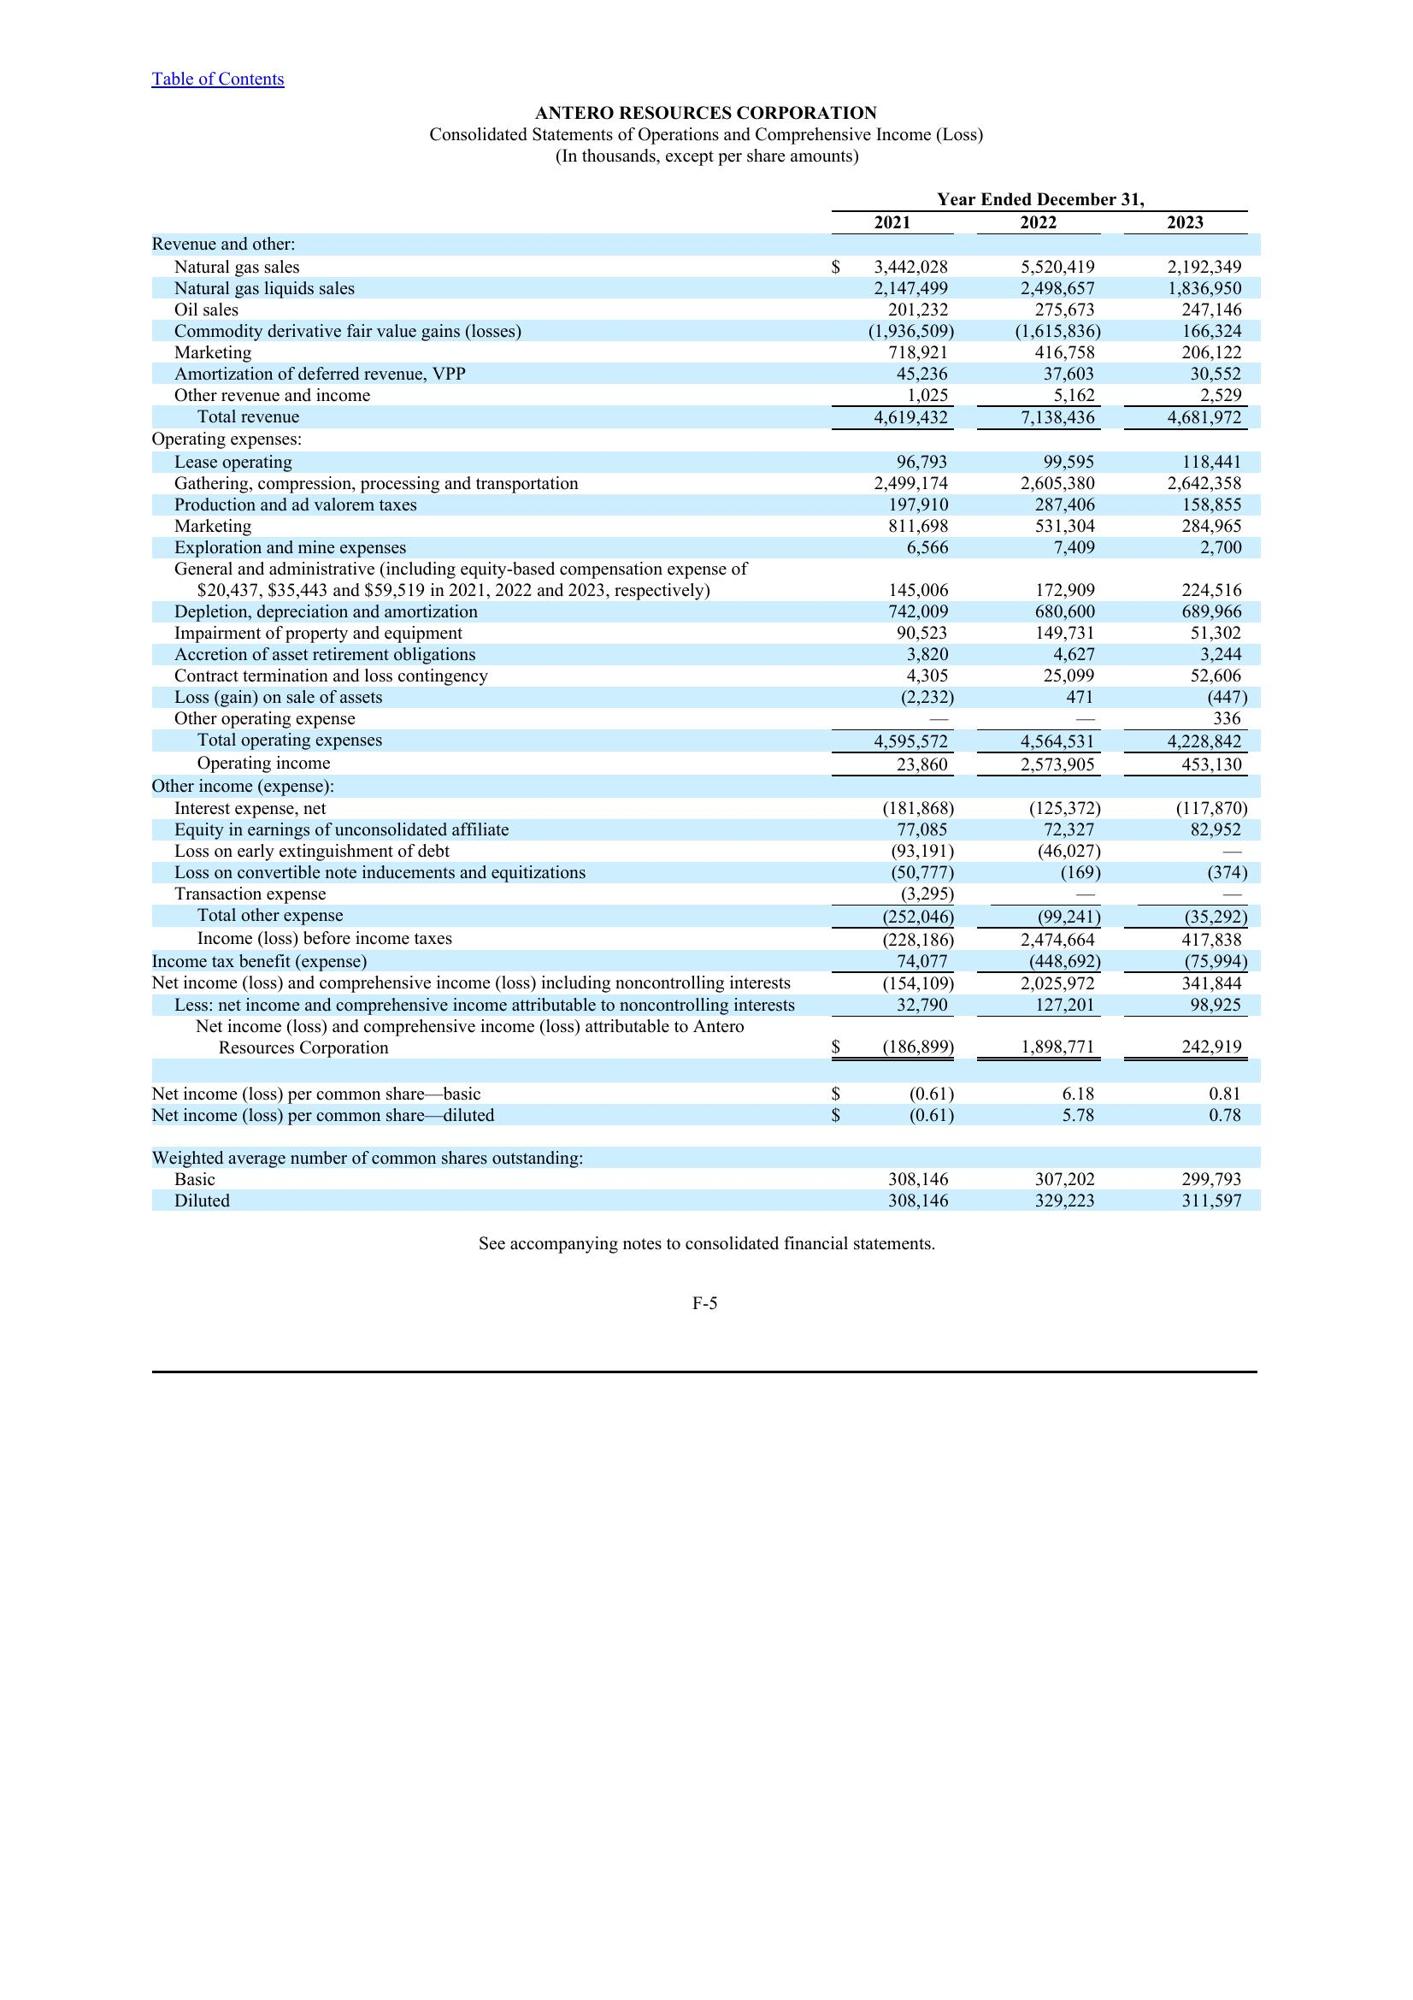 Table of Contents
ANTERO RESOURCES CORPORATION
Consolidated Statements of Operations and Comprehensive Income (Loss)
(In thousands, except per share amounts)
Year Ended December 31,
2021 2022 2023
Revenue and other:
Natural gas sales $ 3,442,028 5,520,419 2,192,349
Natural gas liquids sales 2,147,499 2,498,657 1,836,950
Oil sales 201,232 275,673 247,146
Commodity derivative fair value gains (losses) (1,936,509) (1,615,836) 166,324
Marketing 718,921 416,758 206,122
Amortization of deferred revenue, VPP 45,236 37,603 30,552
Other revenue and income 1,025 5,162 2,529
Total revenue 4,619,432 7,138,436 4,681,972
Operating expenses:
Lease operating 96,793 99,595 118,441
Gathering, compression, processing and transportation 2,499,174 2,605,380 2,642,358
Production and ad valorem taxes 197,910 287,406 158,855
Marketing 811,698 531,304 284,965
Exploration and mine expenses 6,566 7,409 2,700
General and administrative (including equity-based compensation expense of
$20,437, $35,443 and $59,519 in 2021, 2022 and 2023, respectively) 145,006 172,909 224,516
Depletion, depreciation and amortization 742,009 680,600 689,966
Impairment of property and equipment 90,523 149,731 51,302
Accretion of asset retirement obligations 3,820 4,627 3,244
Contract termination and loss contingency 4,305 25,099 52,606
Loss (gain) on sale of assets (2,232) 471 (447)
Other operating expense — — 336
Total operating expenses 4,595,572 4,564,531 4,228,842
Operating income 23,860 2,573,905 453,130
Other income (expense):
Interest expense, net (181,868) (125,372) (117,870)
Equity in earnings of unconsolidated affiliate 77,085 72,327 82,952
Loss on early extinguishment of debt (93,191) (46,027) —
Loss on convertible note inducements and equitizations (50,777) (169) (374)
Transaction expense (3,295) — —
Total other expense (252,046) (99,241) (35,292)
Income (loss) before income taxes (228,186) 2,474,664 417,838
Income tax benefit (expense) 74,077 (448,692) (75,994)
Net income (loss) and comprehensive income (loss) including noncontrolling interests (154,109) 2,025,972 341,844
Less: net income and comprehensive income attributable to noncontrolling interests 32,790 127,201 98,925
Net income (loss) and comprehensive income (loss) attributable to Antero
Resources Corporation $ (186,899) 1,898,771 242,919
Net income (loss) per common share—basic $ (0.61) 6.18 0.81
Net income (loss) per common share—diluted $ (0.61) 5.78 0.78
Weighted average number of common shares outstanding:
Basic 308,146 307,202 299,793
Diluted 308,146 329,223 311,597
See accompanying notes to consolidated financial statements.
F-5